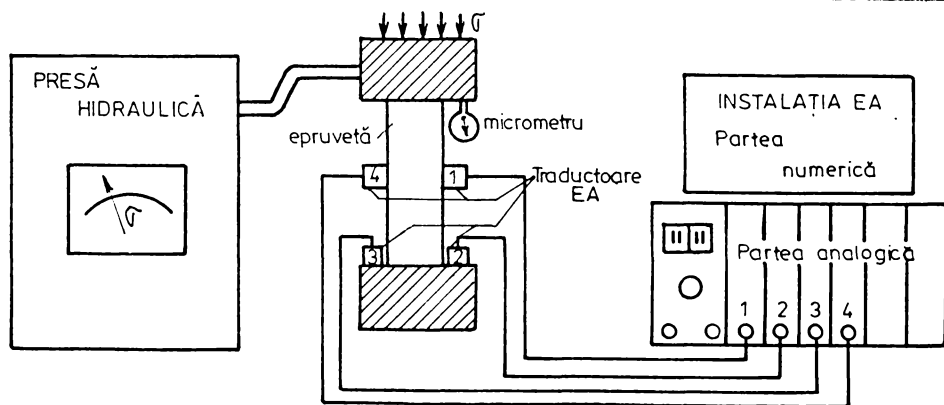 PRESĂ
HIDRAULICĂ
σ
σ
epruvetă
micrometru
4
1
Traductoare
EA
3
2
INSTALAȚIA EA
Partea
numerică
Partea analogică
1 2 3 4